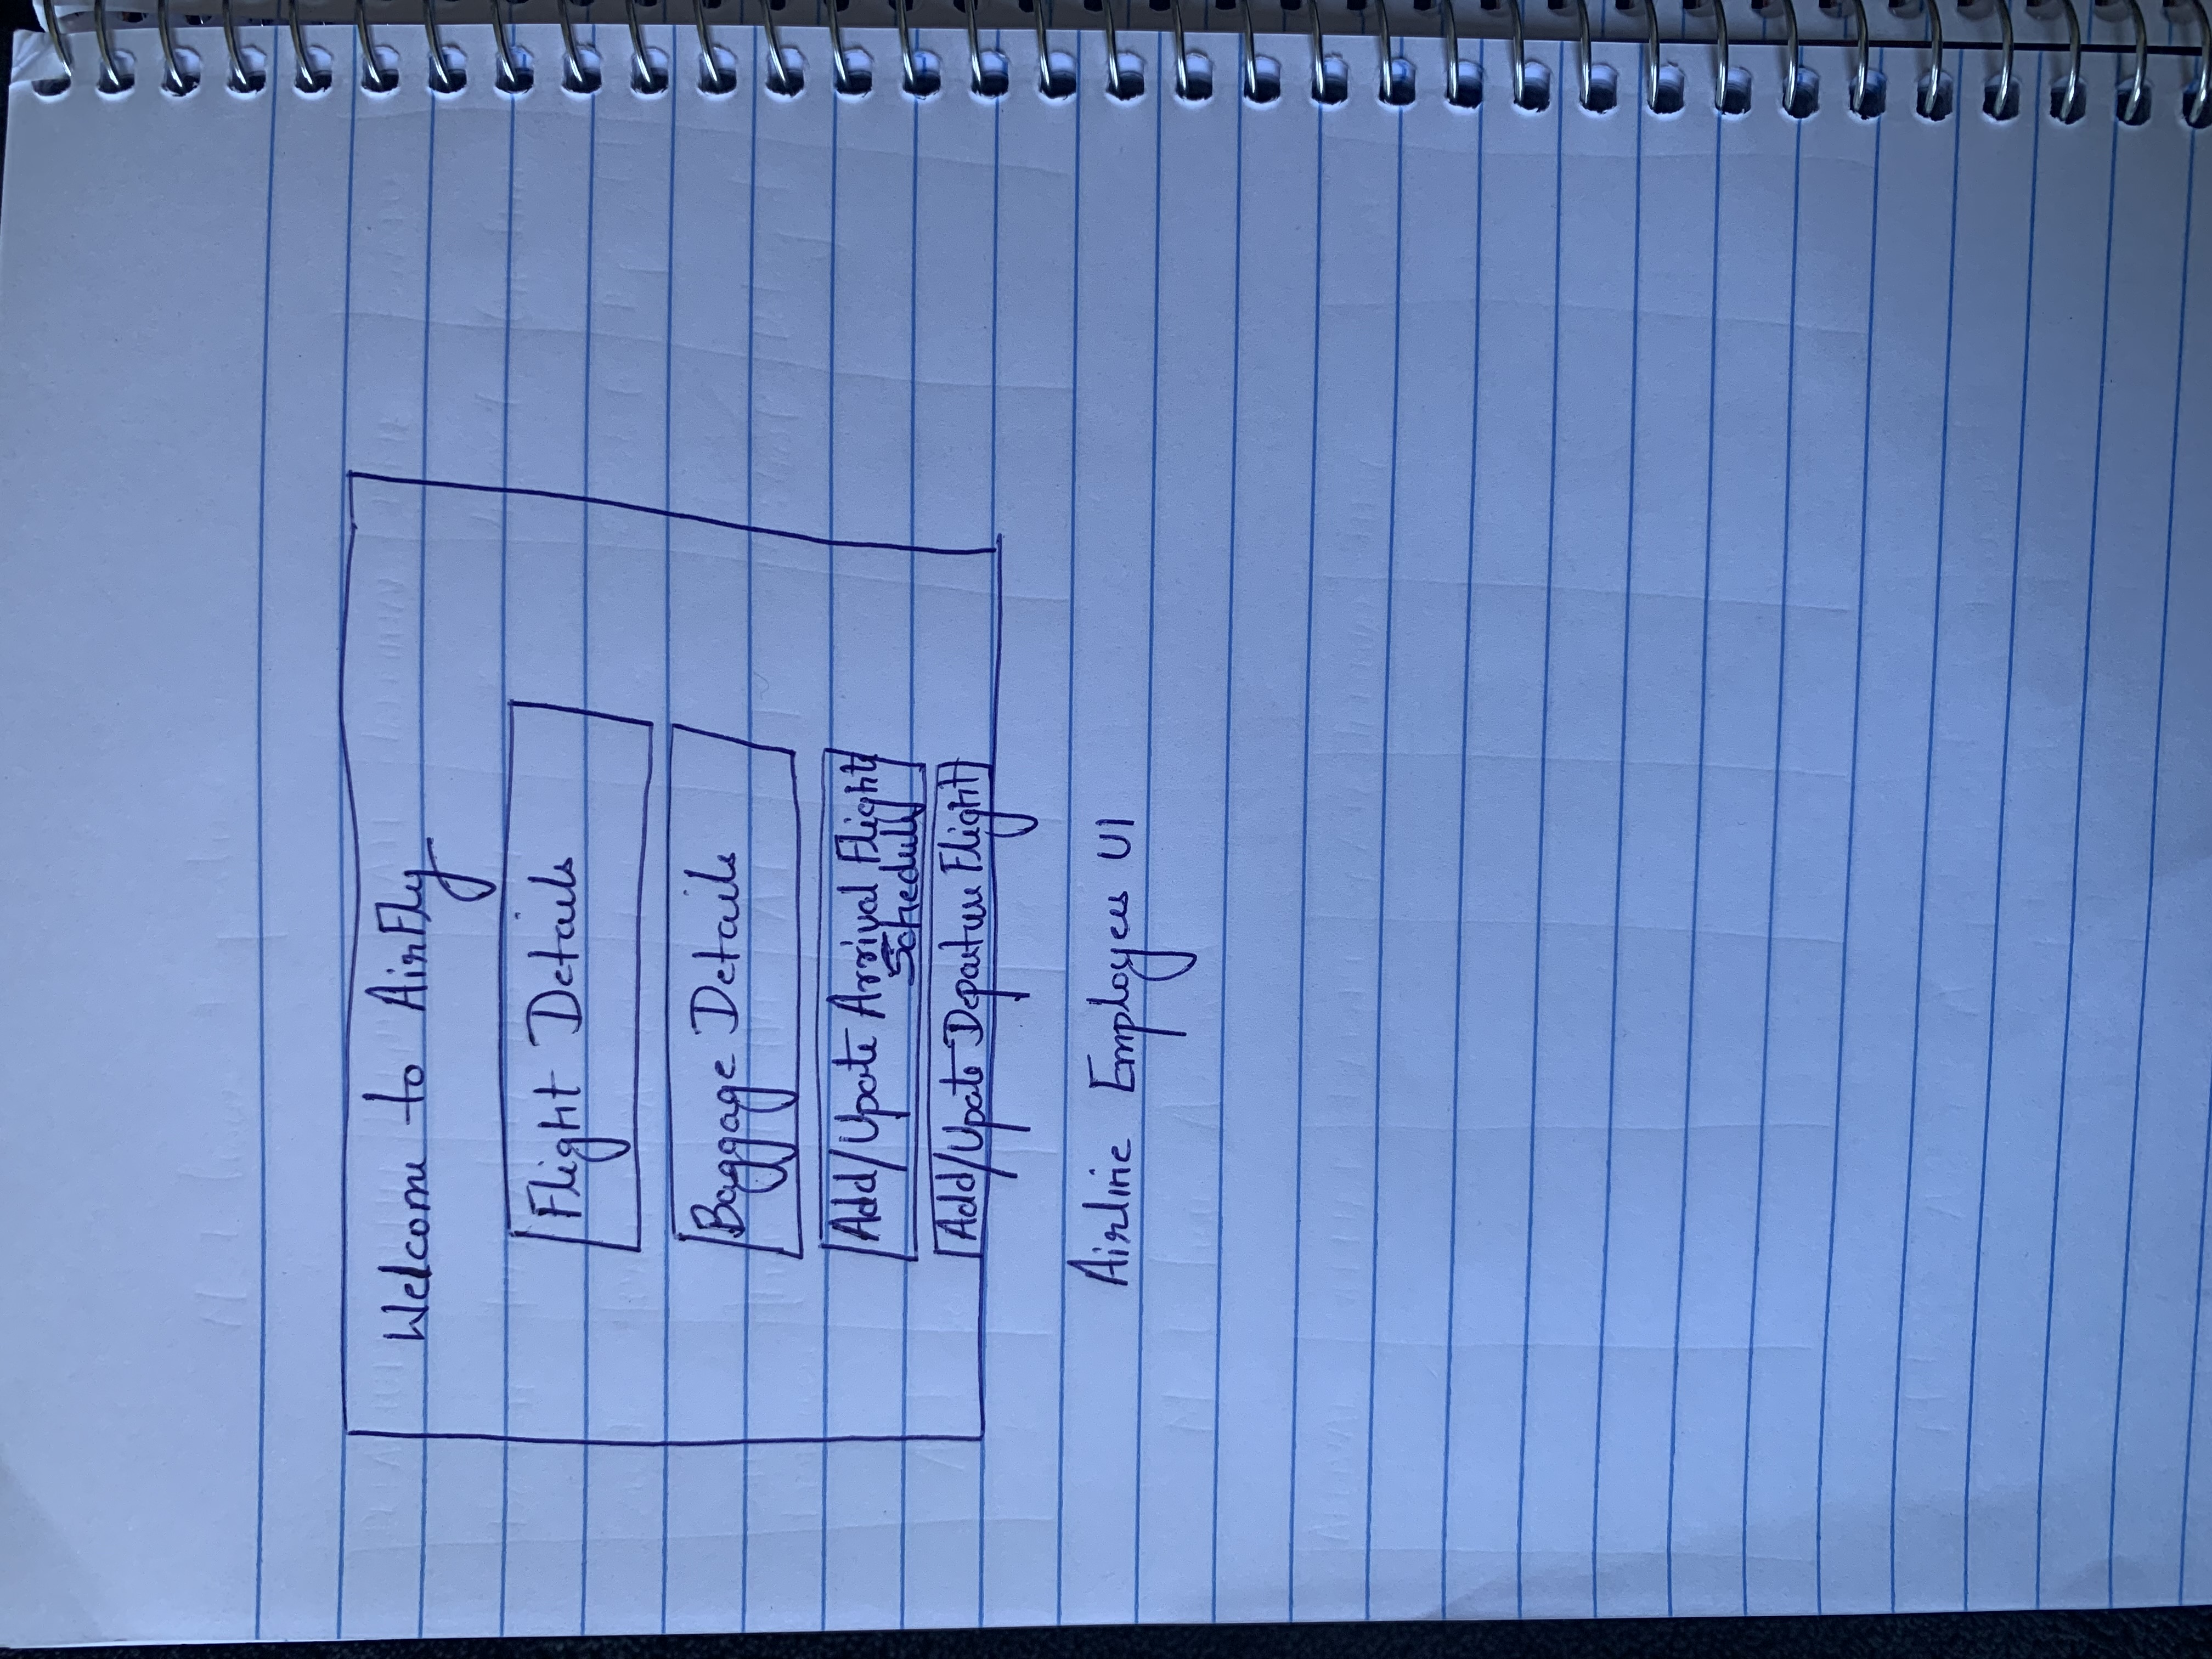 Welcome to AirFly
Flight Details
Baggage Details
Add/Upate Arrival Flight
Schedule
Add/Upate Departure Flight
Airline Employees UI